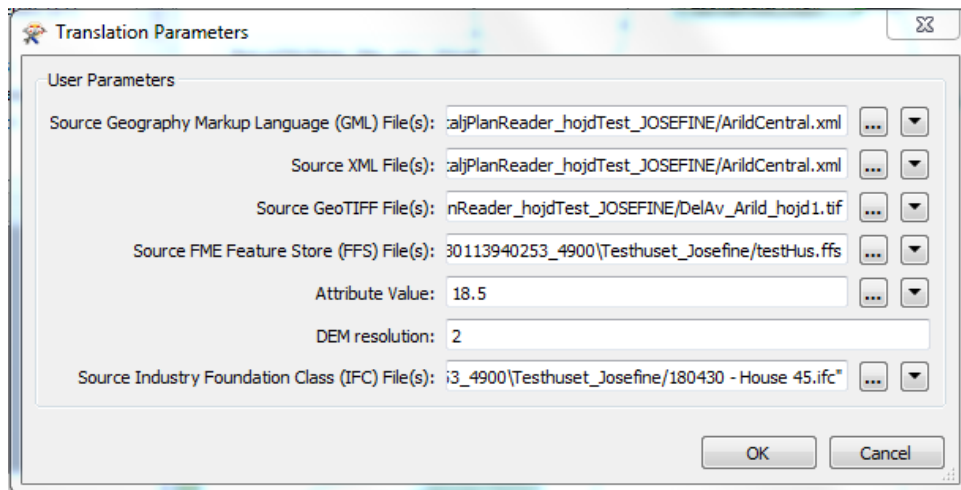 Translation Parameters
User Parameters
Source Geography Markup Language (GML) File(s): :aljPlanReader_hojdTest_JOSEFINE/ArildCentral.xml ...
Source XML File(s): :aljPlanReader_hojdTest_JOSEFINE/ArildCentral.xml ...
Source GeoTIFF File(s): nReader_hojdTest_JOSEFINE/DelAv_Arild_hojd1.tif ...
Source FME Feature Store (FFS) File(s): 30113940253_4900\Testhuset_Josefine/testHus.ffs ...
Attribute Value: 18.5 ...
DEM resolution: 2
Source Industry Foundation Class (IFC) File(s): 53_4900\Testhuset_Josefine/180430 - House 45.ifc" ...
OK Cancel